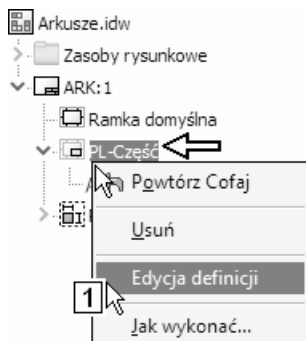 Arkusze.idw
Zasoby rysunkowe
ARK:1
Ramka domyślna
PL-Część
Powtórz Cofaj
Usuń
Edycja definicji
1
Jak wykonać...